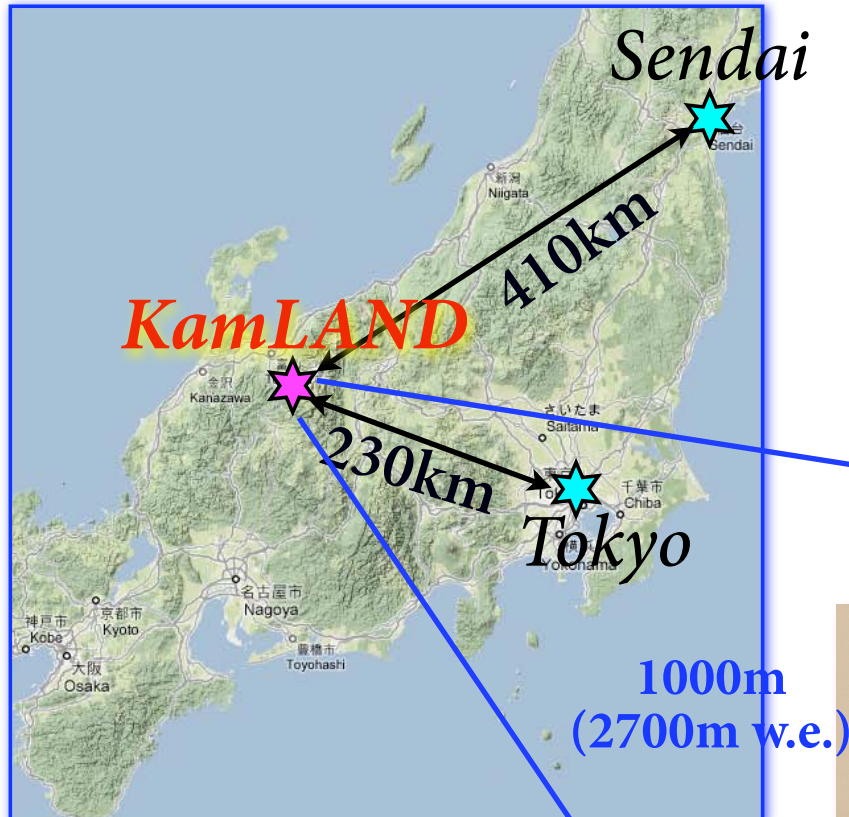 Sendai
Sendai
新潟
Niigata
410km
KamLAND
金沢
Kanazawa
さいたま
Saitama
230km
千葉市
Chiba
Tokyo
Yokohama
名古屋市
Nagoya
京都市
Kyoto
神戸市
Kobe
大阪
Osaka
豊橋市
Toyohashi
1000m
(2700m w.e.)